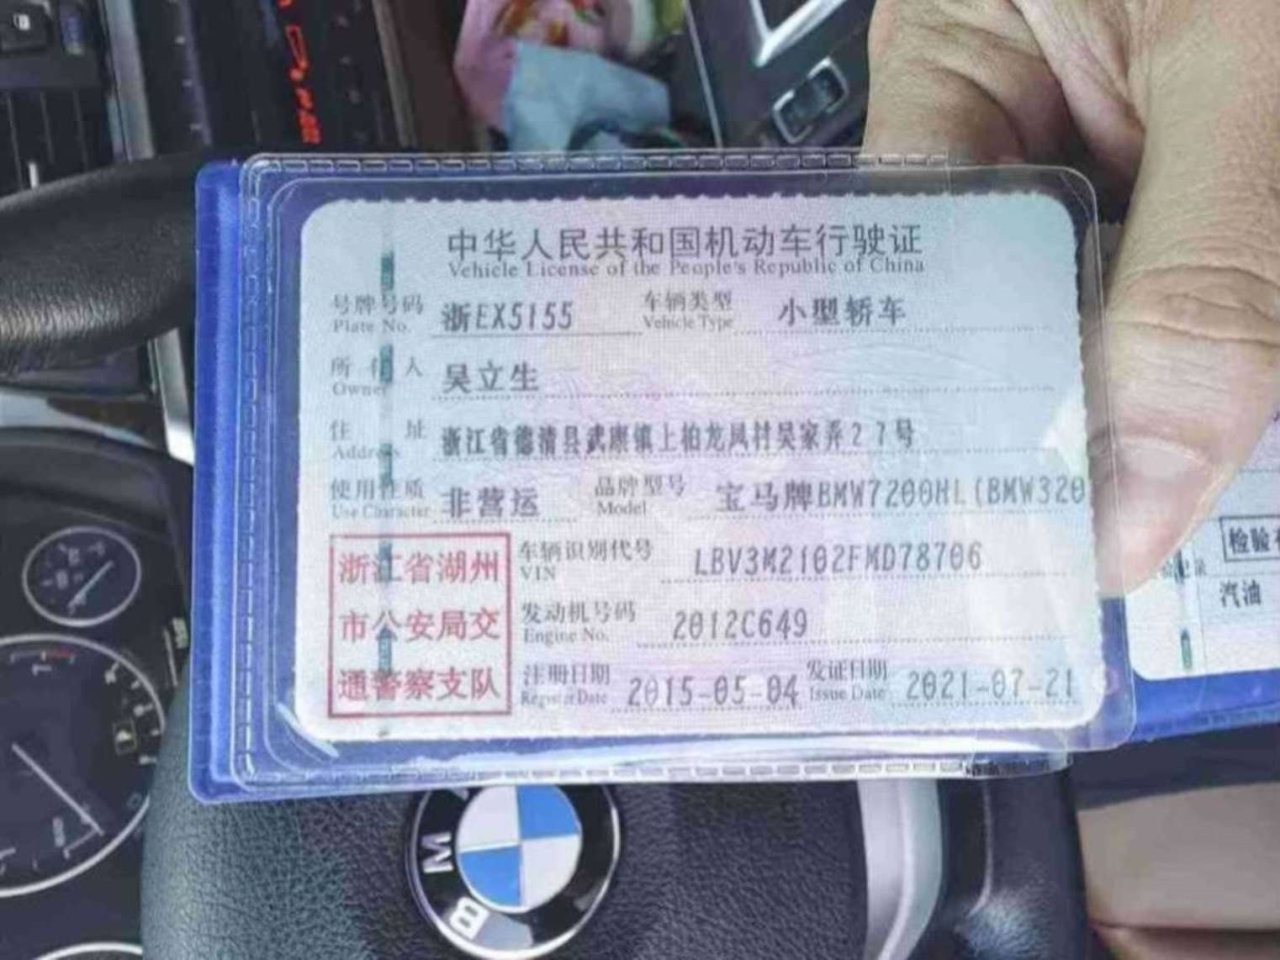 中华人民共和国机动车行驶证
Vehicle License of the People's Republic of China
号牌号码 浙EX5155 车辆类型 小型轿车
Plate No. Vehicle Type
所有人 吴立生
Owner
住址 浙江省德清县武康镇上柏龙凤村吴家弄27号
Address
使用性质 非营运 品牌型号 宝马牌BMW7200HL(BMW320
Use Character Model
浙江省湖州
市公安局交
通警察支队
车辆识别代号 LBV3M2102FMD78706
VIN
发动机号码 2012C649
Engine No.
注册日期 2015-05-04 发证日期 2021-07-21
Register Date Issue Date
检验
汽油
B M